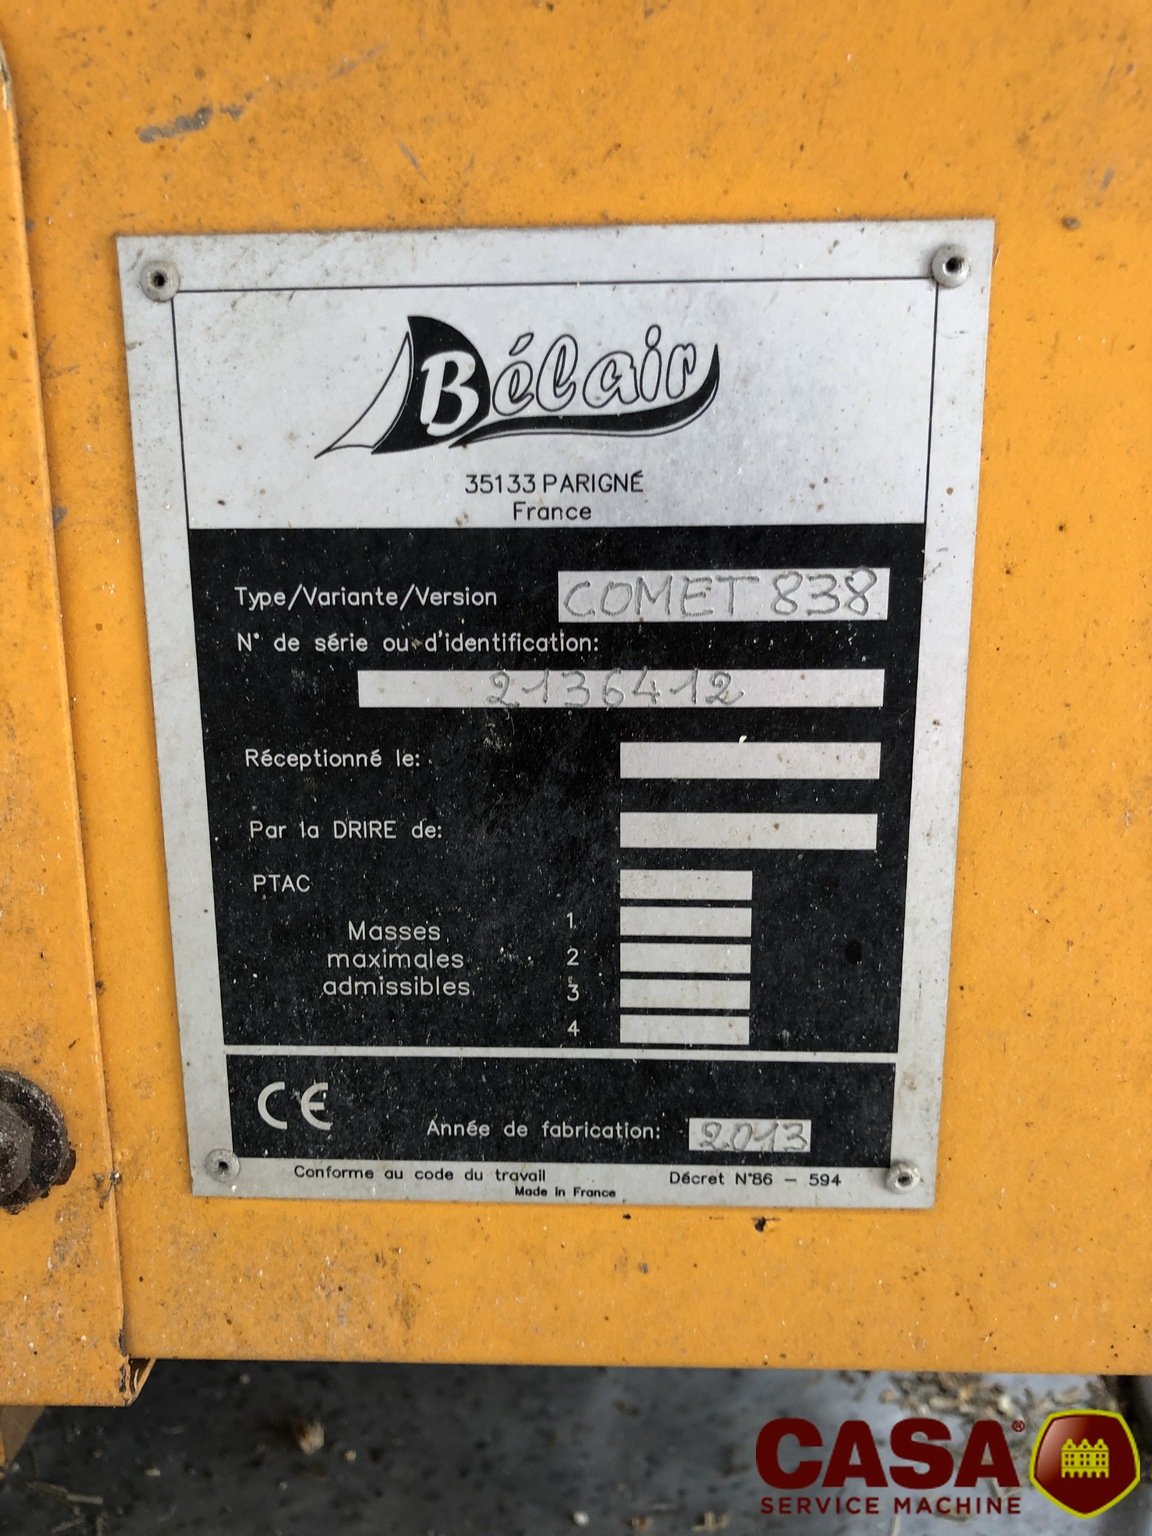 Bélair
35133 PARIGNÉ
France
Type/Variante/Version COMET 838
N° de série ou d'identification:
2136412
Réceptionné le:
Par la DRIRE de:
PTAC
Masses 1
maximales 2
admissibles 3
4
CE Année de fabrication: 2013
Conforme au code du travail Décret N°86 - 594
Made in France
CASA®
SERVICE MACHINE